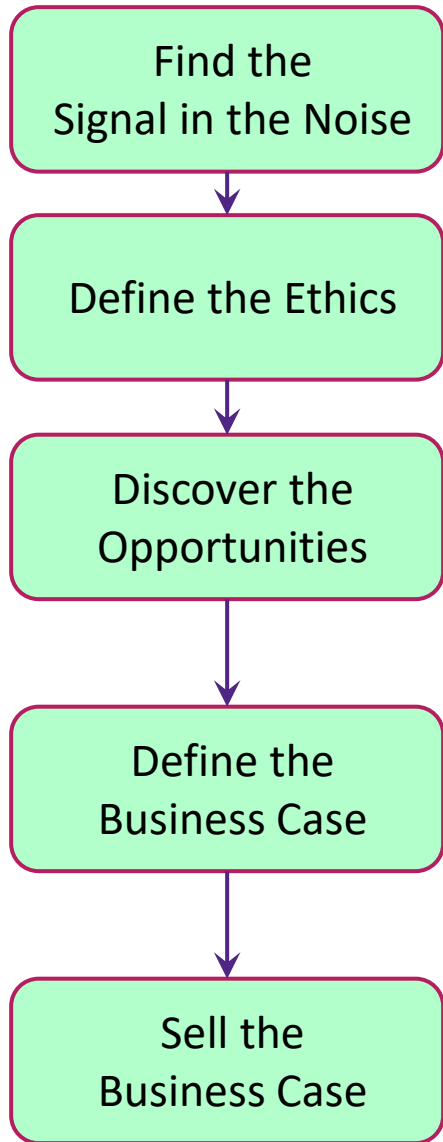 Find the
Signal in the Noise
Define the Ethics
Discover the
Opportunities
Define the
Business Case
Sell the
Business Case